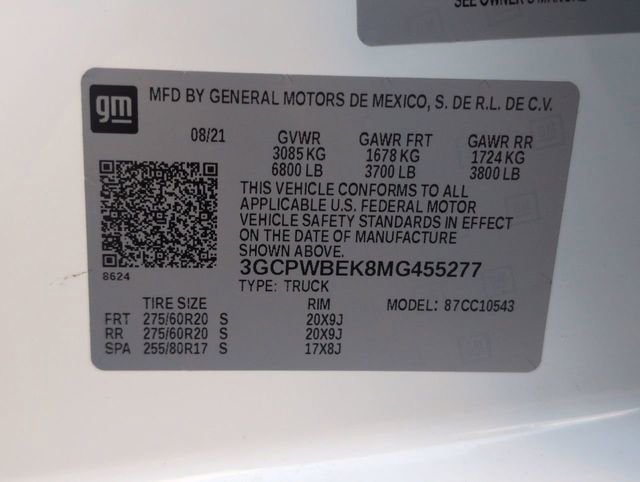 SEE OWNER'S MANUAL
gm
MFD BY GENERAL MOTORS DE MEXICO, S. DE R.L. DE C.V.
08/21 GVWR GAWR FRT GAWR RR
3085 KG 1678 KG 1724 KG
6800 LB 3700 LB 3800 LB
THIS VEHICLE CONFORMS TO ALL
APPLICABLE U.S. FEDERAL MOTOR
VEHICLE SAFETY STANDARDS IN EFFECT
ON THE DATE OF MANUFACTURE
SHOWN ABOVE.
8624
3GCPWBEK8MG455277
TYPE: TRUCK
TIRE SIZE RIM MODEL: 87CC10543
FRT 275/60R20 S 20X9J
RR 275/60R20 S 20X9J
SPA 255/80R17 S 17X8J